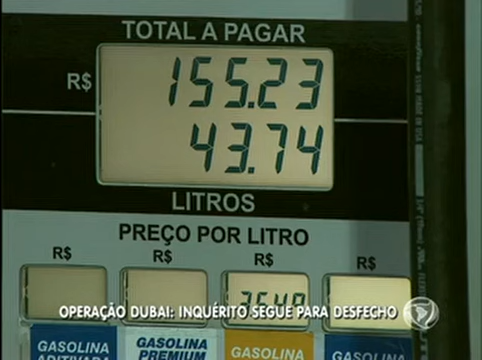 TOTAL A PAGAR
R$ 155.23
43.74
LITROS
PREÇO POR LITRO
R$ R$ R$ R$
OPERAÇÃO DUBAI: INQUÉRITO SEGUE PARA DESFECHO
GASOLINA GASOLINA GASOLINA GASOLINA
ADITIVADA PREMIUM